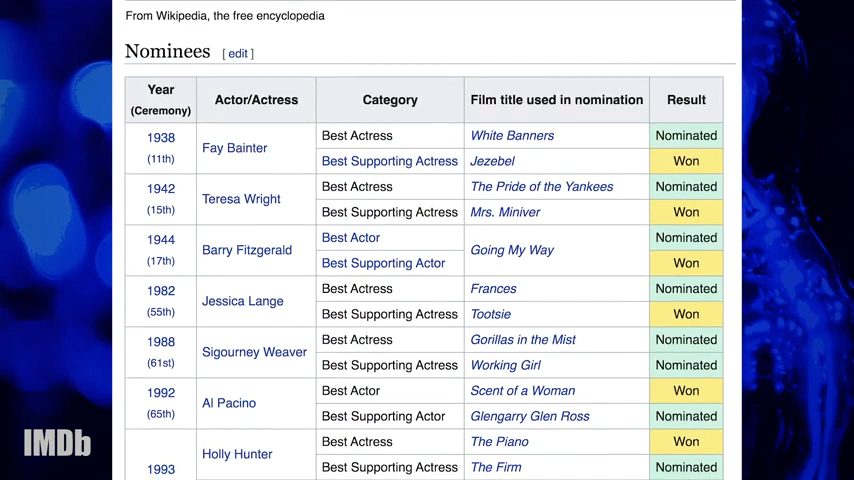 From Wikipedia, the free encyclopedia
Nominees [ edit ]
Year (Ceremony) Actor/Actress Category Film title used in nomination Result
1938 (11th) Fay Bainter Best Actress White Banners Nominated
Best Supporting Actress Jezebel Won
1942 (15th) Teresa Wright Best Actress The Pride of the Yankees Nominated
Best Supporting Actress Mrs. Miniver Won
1944 (17th) Barry Fitzgerald Best Actor Going My Way Nominated
Best Supporting Actor Won
1982 (55th) Jessica Lange Best Actress Frances Nominated
Best Supporting Actress Tootsie Won
1988 (61st) Sigourney Weaver Best Actress Gorillas in the Mist Nominated
Best Supporting Actress Working Girl Nominated
1992 (65th) Al Pacino Best Actor Scent of a Woman Won
Best Supporting Actor Glengarry Glen Ross Nominated
1993 Holly Hunter Best Actress The Piano Won
Best Supporting Actress The Firm Nominated
IMDb